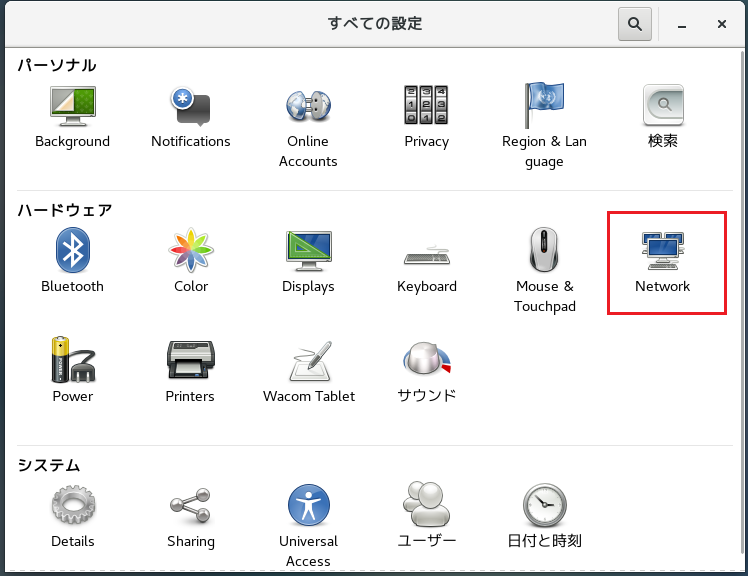 すべての設定
パーソナル
Background
Notifications
Online
Accounts
Privacy
Region & Lan
guage
検索
ハードウェア
Bluetooth
Color
Displays
Keyboard
Mouse &
Touchpad
Network
Power
Printers
Wacom Tablet
サウンド
システム
Details
Sharing
Universal
Access
ユーザー
日付と時刻